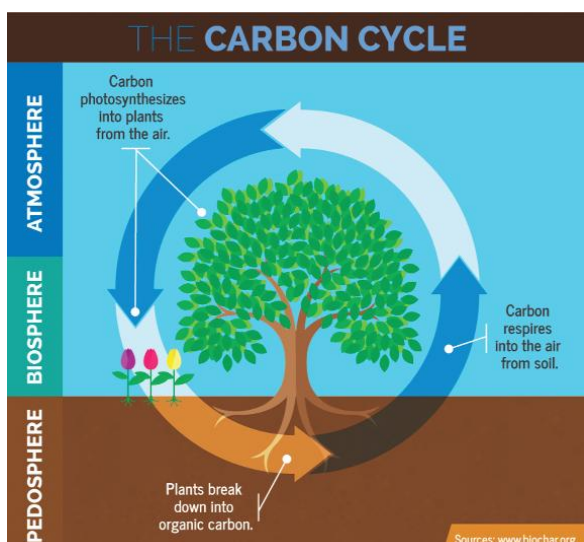 THE CARBON CYCLE
Carbon
photosynthesizes
into plants
from the air.
ATMOSPHERE
BIOSPHERE
Carbon
respires
into the air
from soil.
PEDOSPHERE
Plants break
down into
organic carbon.
Sources: www.biochar.org